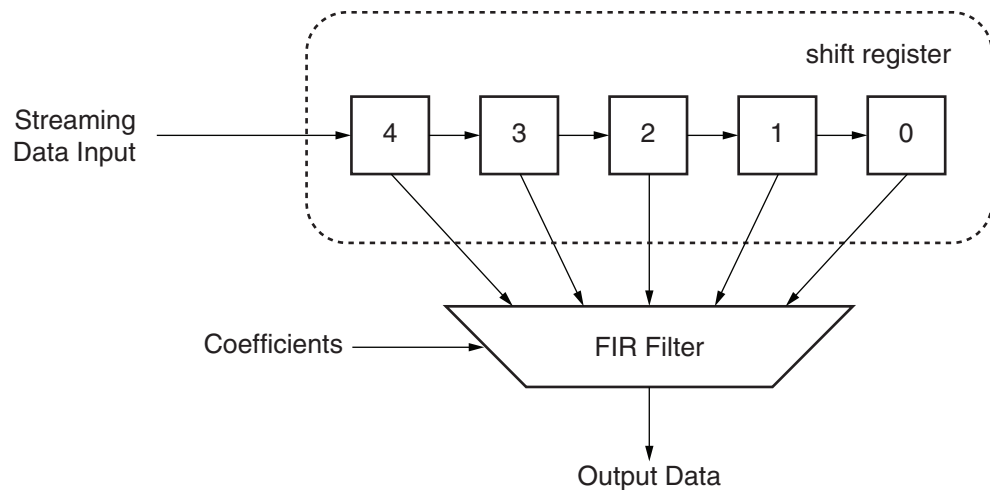 shift register
Streaming
Data Input
4 3 2 1 0
Coefficients
FIR Filter
Output Data